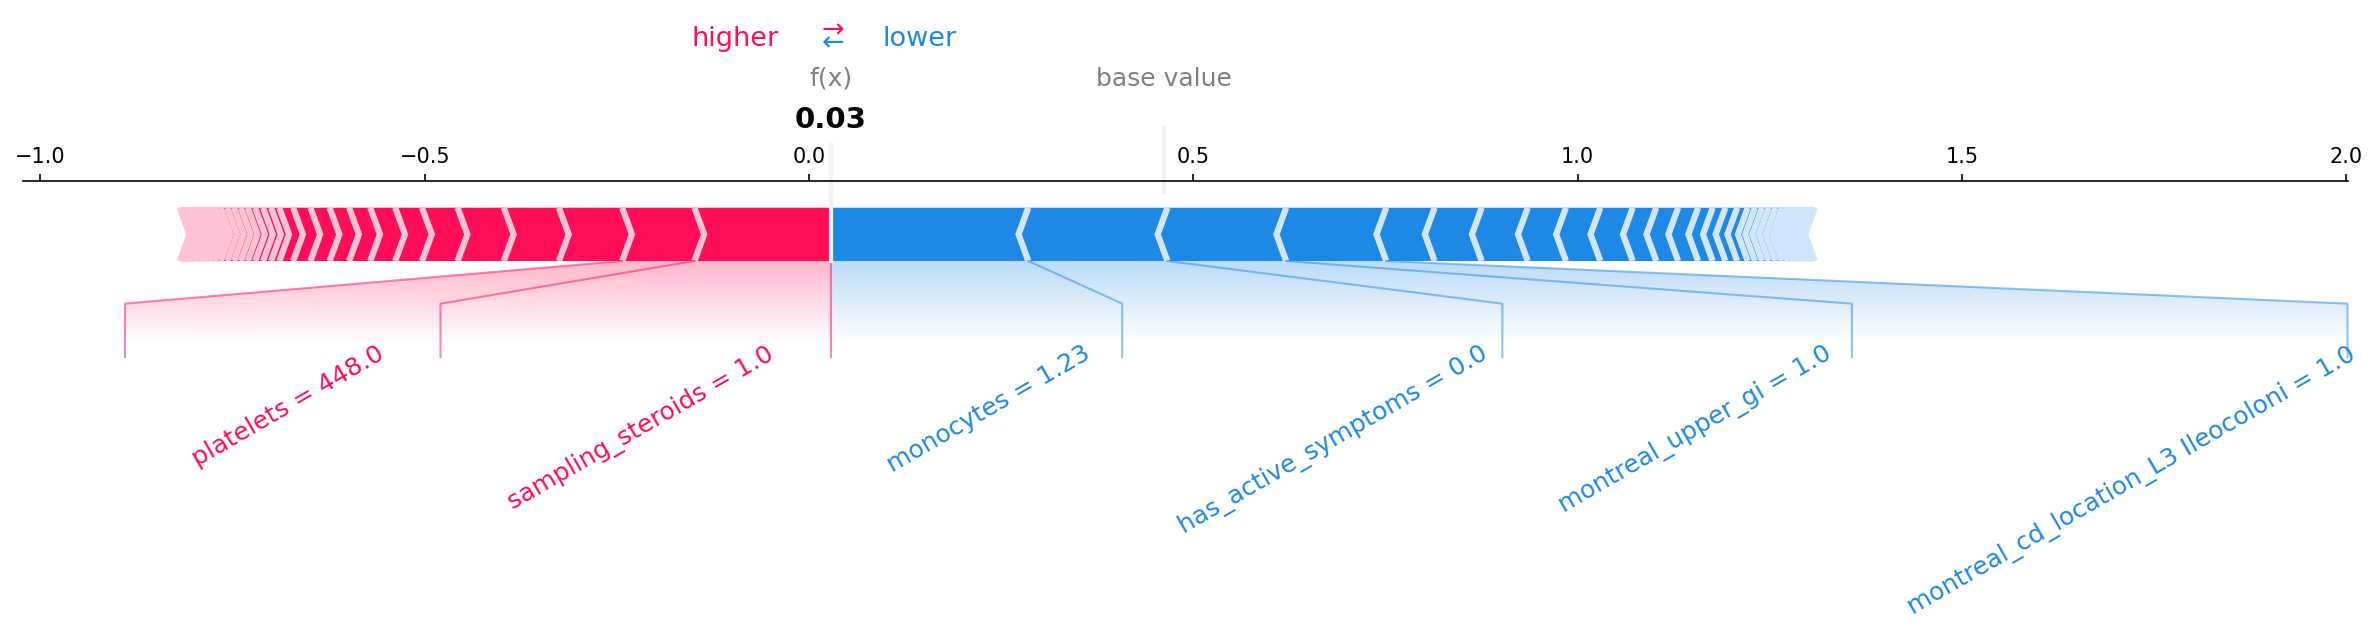 higher ⇄ lower
f(x) base value
0.03
−1.0 −0.5 0.0 0.5 1.0 1.5 2.0
platelets = 448.0
sampling_steroids = 1.0
monocytes = 1.23
has_active_symptoms = 0.0
montreal_upper_gi = 1.0
montreal_cd_location_L3 Ileocoloni = 1.0